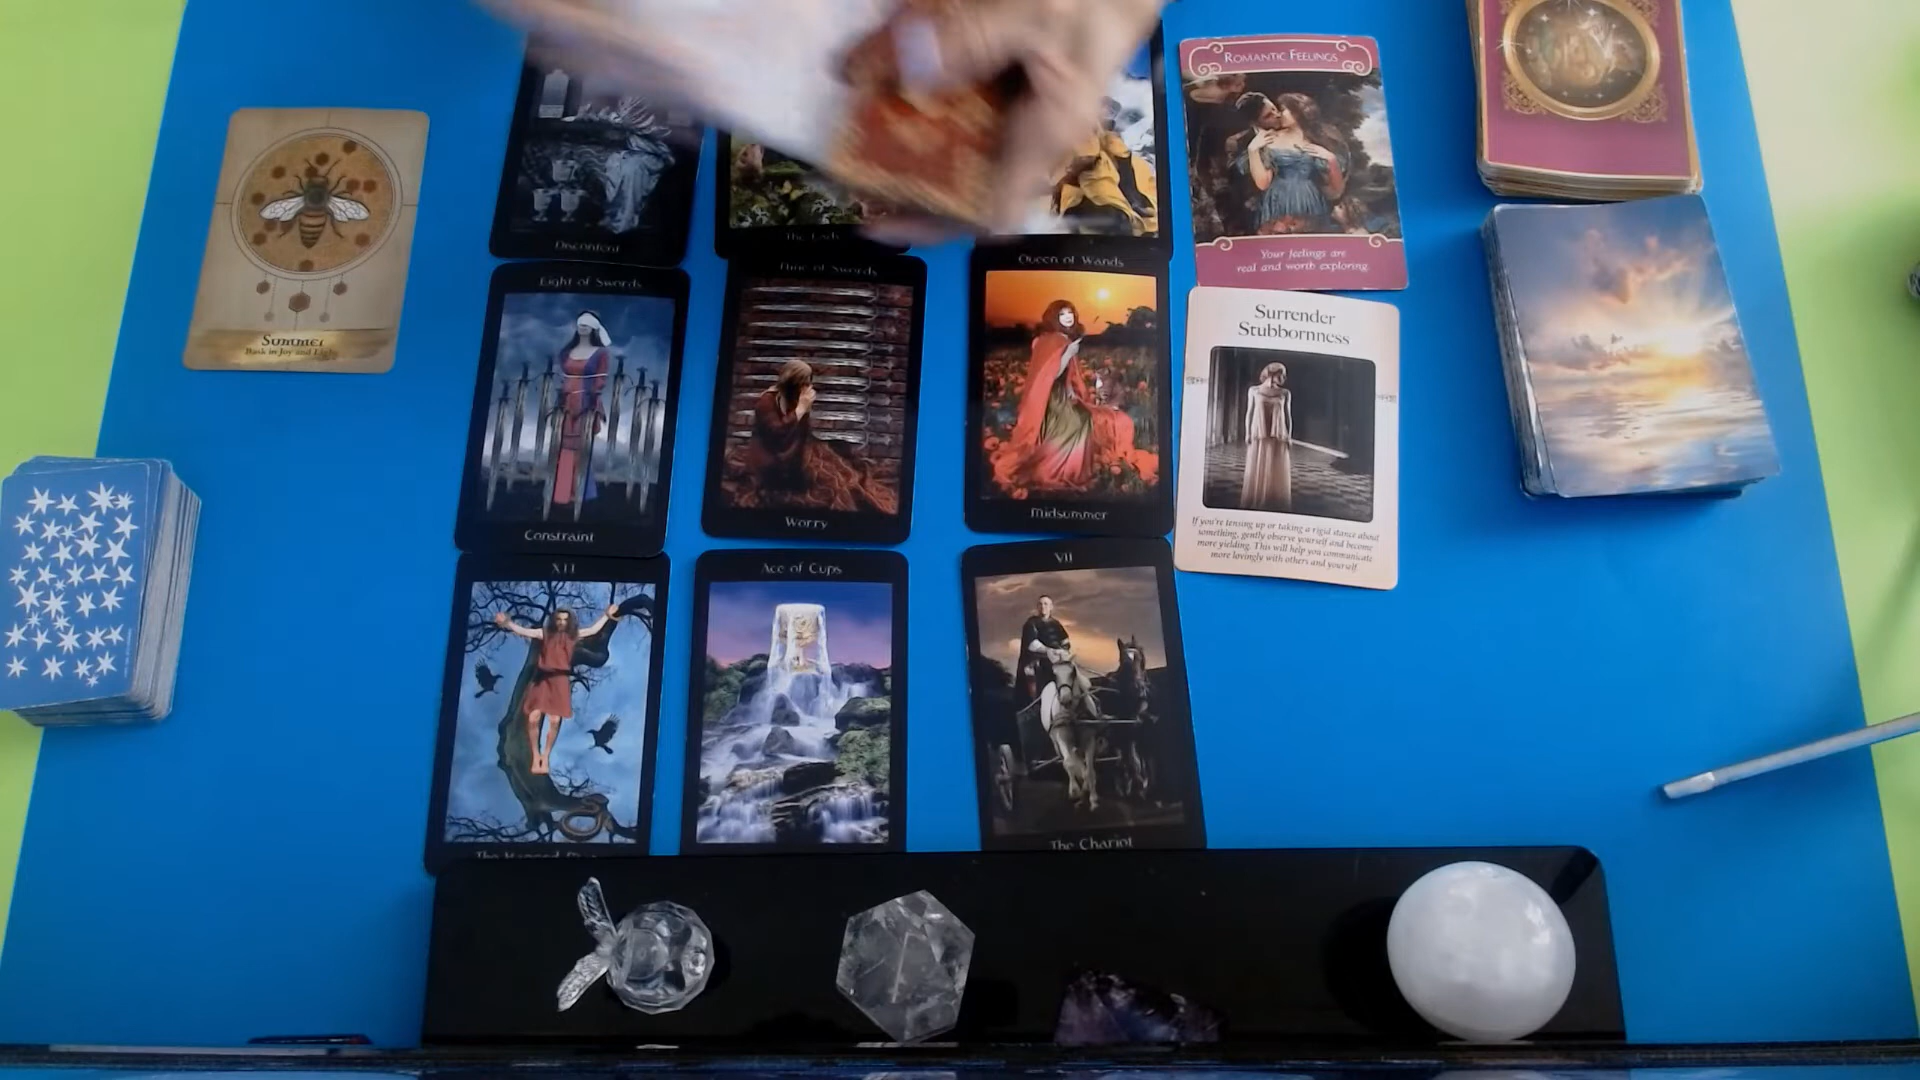 ROMANTIC FEELINGS
Your feelings are
real and worth exploring.
Summer
Bask in Joy and Light
Discontent
The Lady
Eight of Swords
Constraint
Nine of Swords
Worry
Queen of Wands
Midsummer
Surrender
Stubbornness
If you're tensing up or taking a rigid stance about
something, gently observe yourself and become
more yielding. This will help you communicate
more lovingly with others and yourself.
XII
The Hanged Man
Ace of Cups
VII
The Chariot